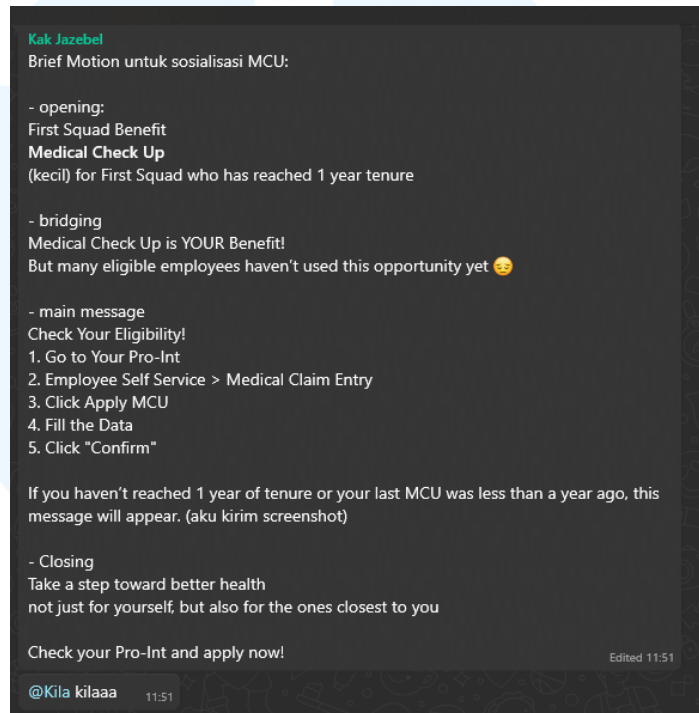 Kak Jazebel
Brief Motion untuk sosialisasi MCU:
- opening:
First Squad Benefit
Medical Check Up
(kecil) for First Squad who has reached 1 year tenure
- bridging
Medical Check Up is YOUR Benefit!
But many eligible employees haven't used this opportunity yet 😔
- main message
Check Your Eligibility!
1. Go to Your Pro-Int
2. Employee Self Service > Medical Claim Entry
3. Click Apply MCU
4. Fill the Data
5. Click "Confirm"
If you haven't reached 1 year of tenure or your last MCU was less than a year ago, this
message will appear. (aku kirim screenshot)
- Closing
Take a step toward better health
not just for yourself, but also for the ones closest to you
Check your Pro-Int and apply now!
Edited 11:51
@Kila kilaaa 11:51